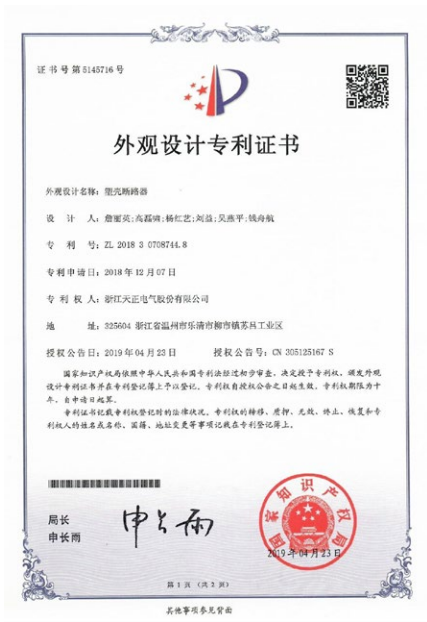 证书号第5145716号
外观设计专利证书
外观设计名称：塑壳断路器
设 计 人：詹丽英;高磊啸;杨红艺;刘益;吴燕平;钱舟航
专 利 号：ZL 2018 3 0708744.8
专利申请日：2018年12月07日
专 利 权 人：浙江天正电气股份有限公司
地 址：325604 浙江省温州市乐清市柳市镇苏吕工业区
授权公告日：2019年04月23日 授权公告号：CN 305125167 S
国家知识产权局依照中华人民共和国专利法经过初步审查，决定授予专利权，颁发外观
设计专利证书并在专利登记簿上予以登记。专利权自授权公告之日起生效。专利权期限为十
年，自申请日起算。
专利证书记载专利权登记时的法律状况。专利权的转移、质押、无效、终止、恢复和专
利权人的姓名或名称、国籍、地址变更等事项记载在专利登记簿上。
局长
申长雨
申长雨
国家知识产权局
2019年04月23日
第 1 页 （共 2 页）
其他事项参见背面